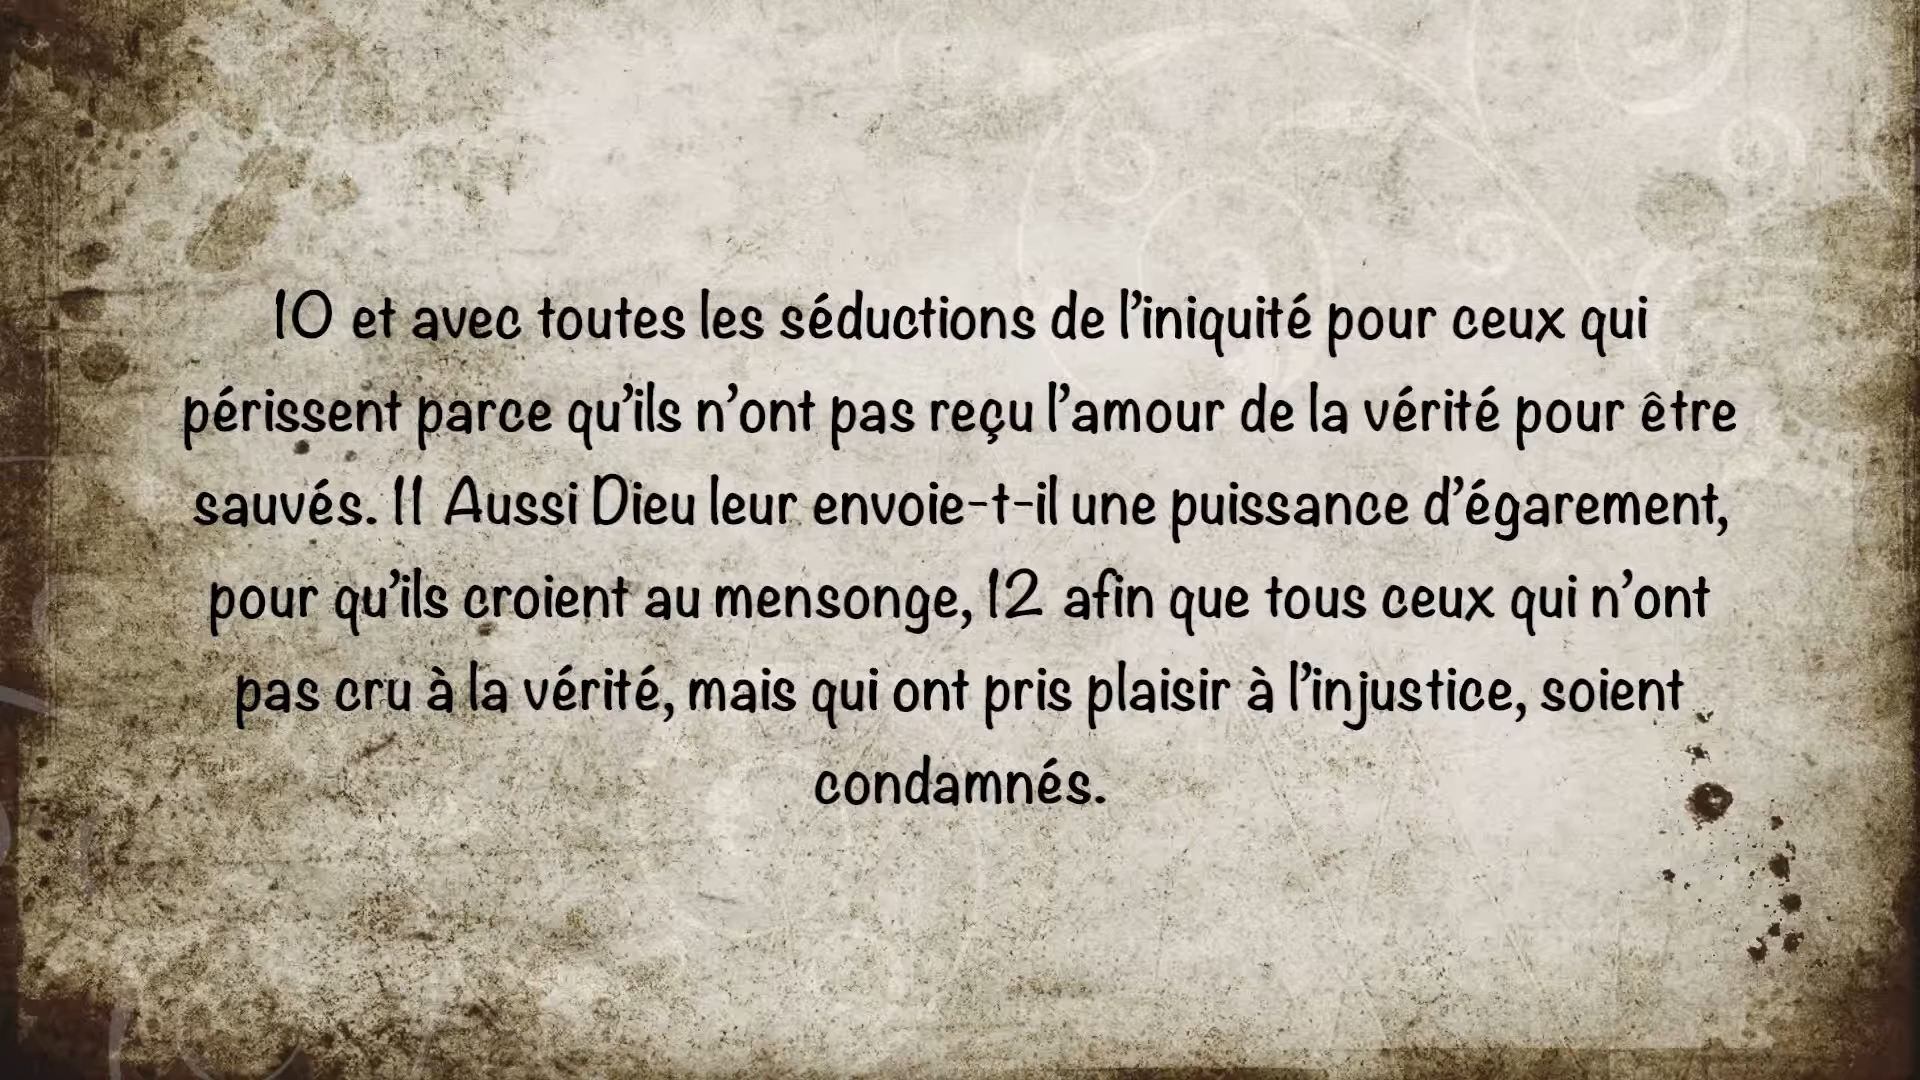 10 et avec toutes les séductions de l’iniquité pour ceux qui
périssent parce qu’ils n’ont pas reçu l’amour de la vérité pour être
sauvés. 11 Aussi Dieu leur envoie-t-il une puissance d’égarement,
pour qu’ils croient au mensonge, 12 afin que tous ceux qui n’ont
pas cru à la vérité, mais qui ont pris plaisir à l’injustice, soient
condamnés.